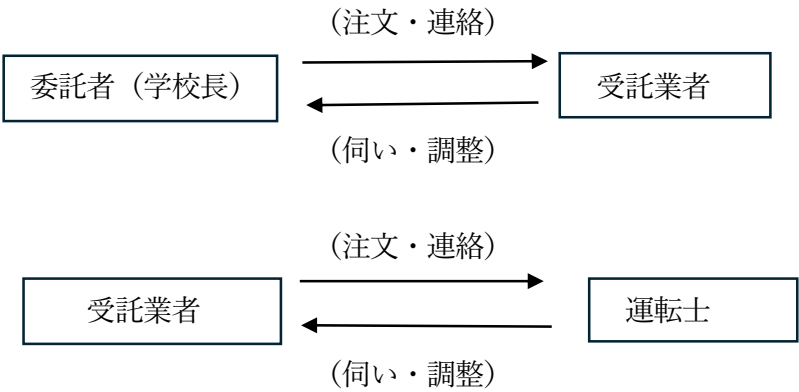 （注文・連絡）
委託者（学校長）
受託業者
（伺い・調整）
（注文・連絡）
受託業者
運転士
（伺い・調整）